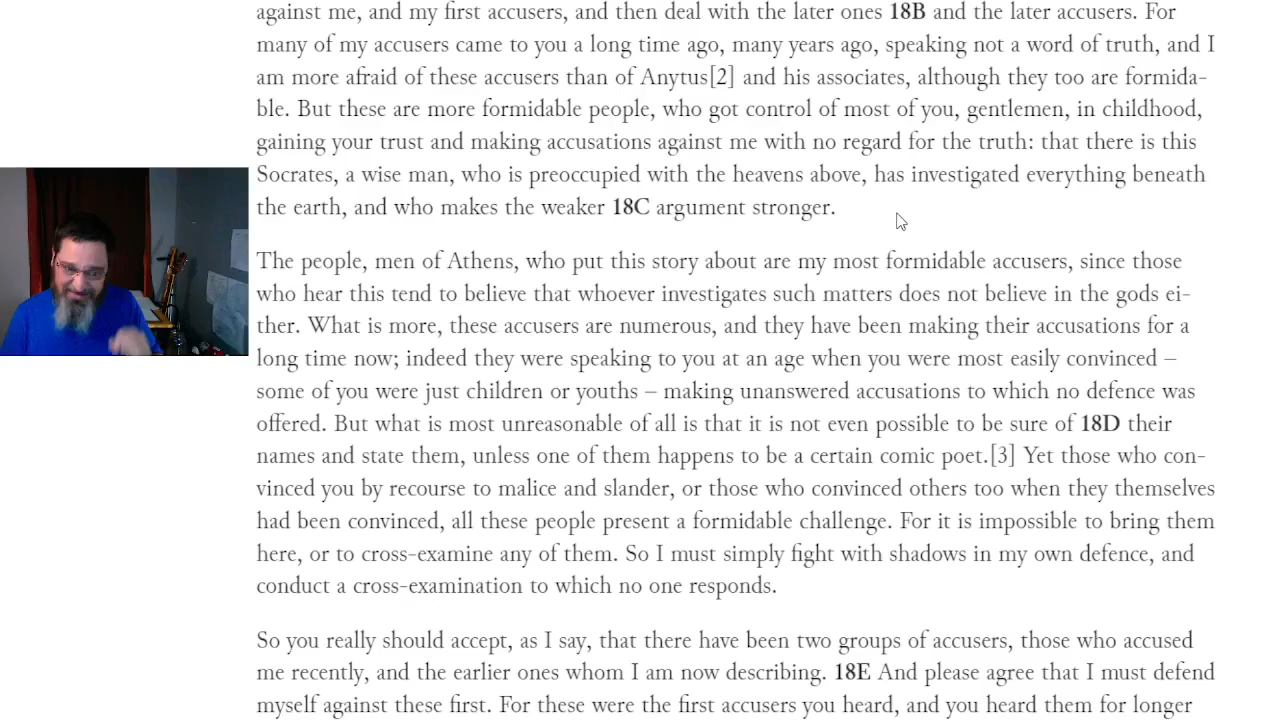 against me, and my first accusers, and then deal with the later ones 18B and the later accusers. For
many of my accusers came to you a long time ago, many years ago, speaking not a word of truth, and I
am more afraid of these accusers than of Anytus[2] and his associates, although they too are formida-
ble. But these are more formidable people, who got control of most of you, gentlemen, in childhood,
gaining your trust and making accusations against me with no regard for the truth: that there is this
Socrates, a wise man, who is preoccupied with the heavens above, has investigated everything beneath
the earth, and who makes the weaker 18C argument stronger.
The people, men of Athens, who put this story about are my most formidable accusers, since those
who hear this tend to believe that whoever investigates such matters does not believe in the gods ei-
ther. What is more, these accusers are numerous, and they have been making their accusations for a
long time now; indeed they were speaking to you at an age when you were most easily convinced –
some of you were just children or youths – making unanswered accusations to which no defence was
offered. But what is most unreasonable of all is that it is not even possible to be sure of 18D their
names and state them, unless one of them happens to be a certain comic poet.[3] Yet those who con-
vinced you by recourse to malice and slander, or those who convinced others too when they themselves
had been convinced, all these people present a formidable challenge. For it is impossible to bring them
here, or to cross-examine any of them. So I must simply fight with shadows in my own defence, and
conduct a cross-examination to which no one responds.
So you really should accept, as I say, that there have been two groups of accusers, those who accused
me recently, and the earlier ones whom I am now describing. 18E And please agree that I must defend
myself against these first. For these were the first accusers you heard, and you heard them for longer